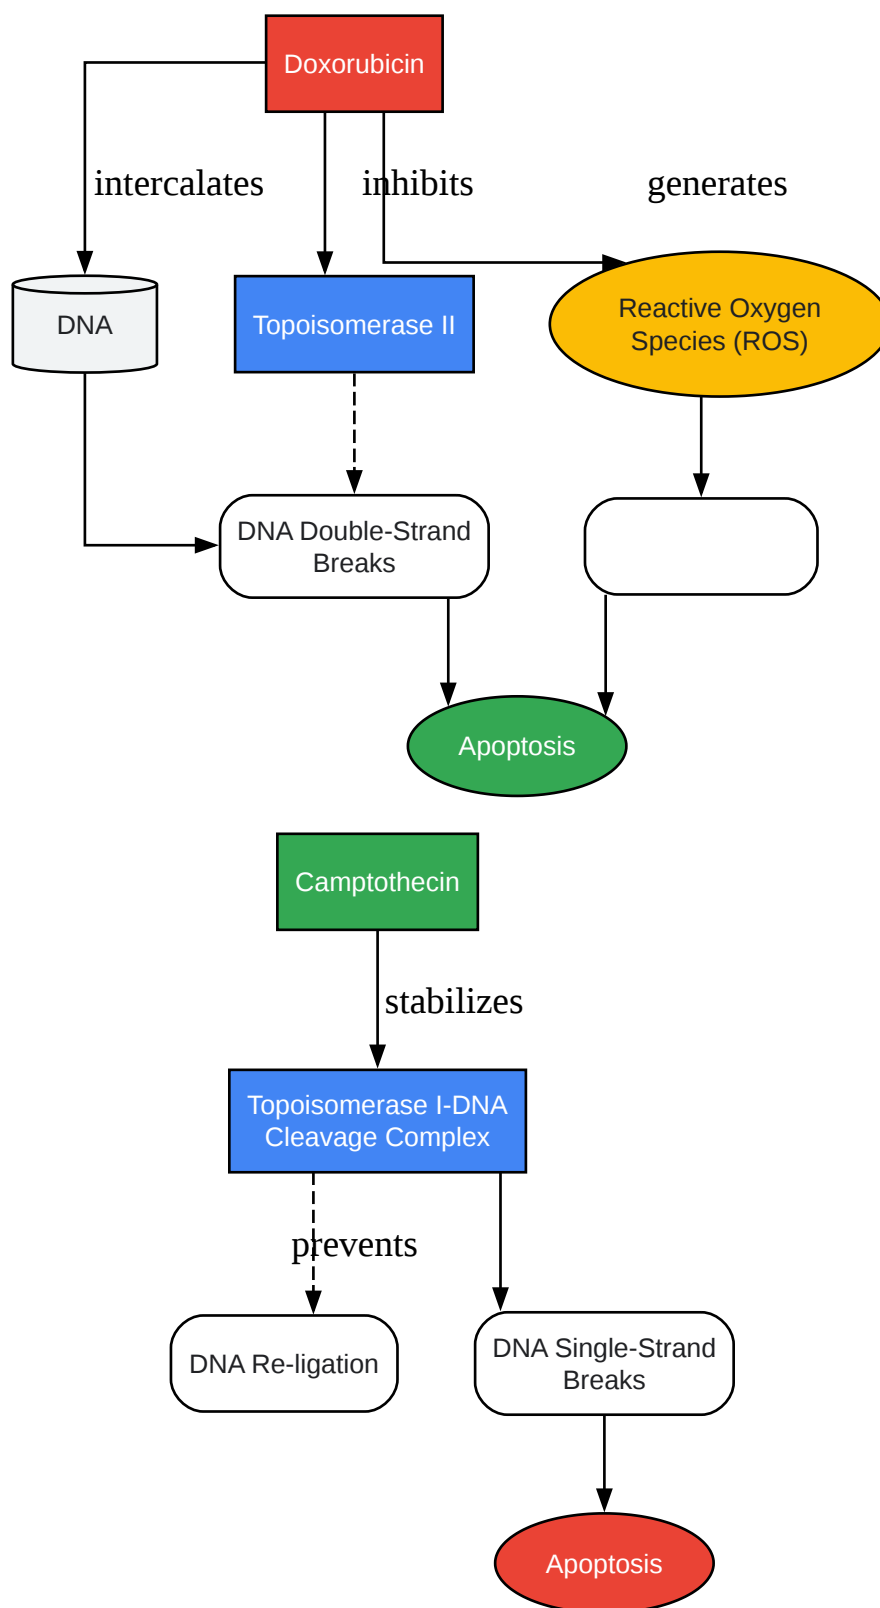 Doxorubicin
intercalates
inhibits
generates
DNA
Topoisomerase II
Reactive Oxygen
Species (ROS)
DNA Double-Strand
Breaks
Apoptosis
Camptothecin
stabilizes
Topoisomerase I-DNA
Cleavage Complex
prevents
DNA Re-ligation
DNA Single-Strand
Breaks
Apoptosis